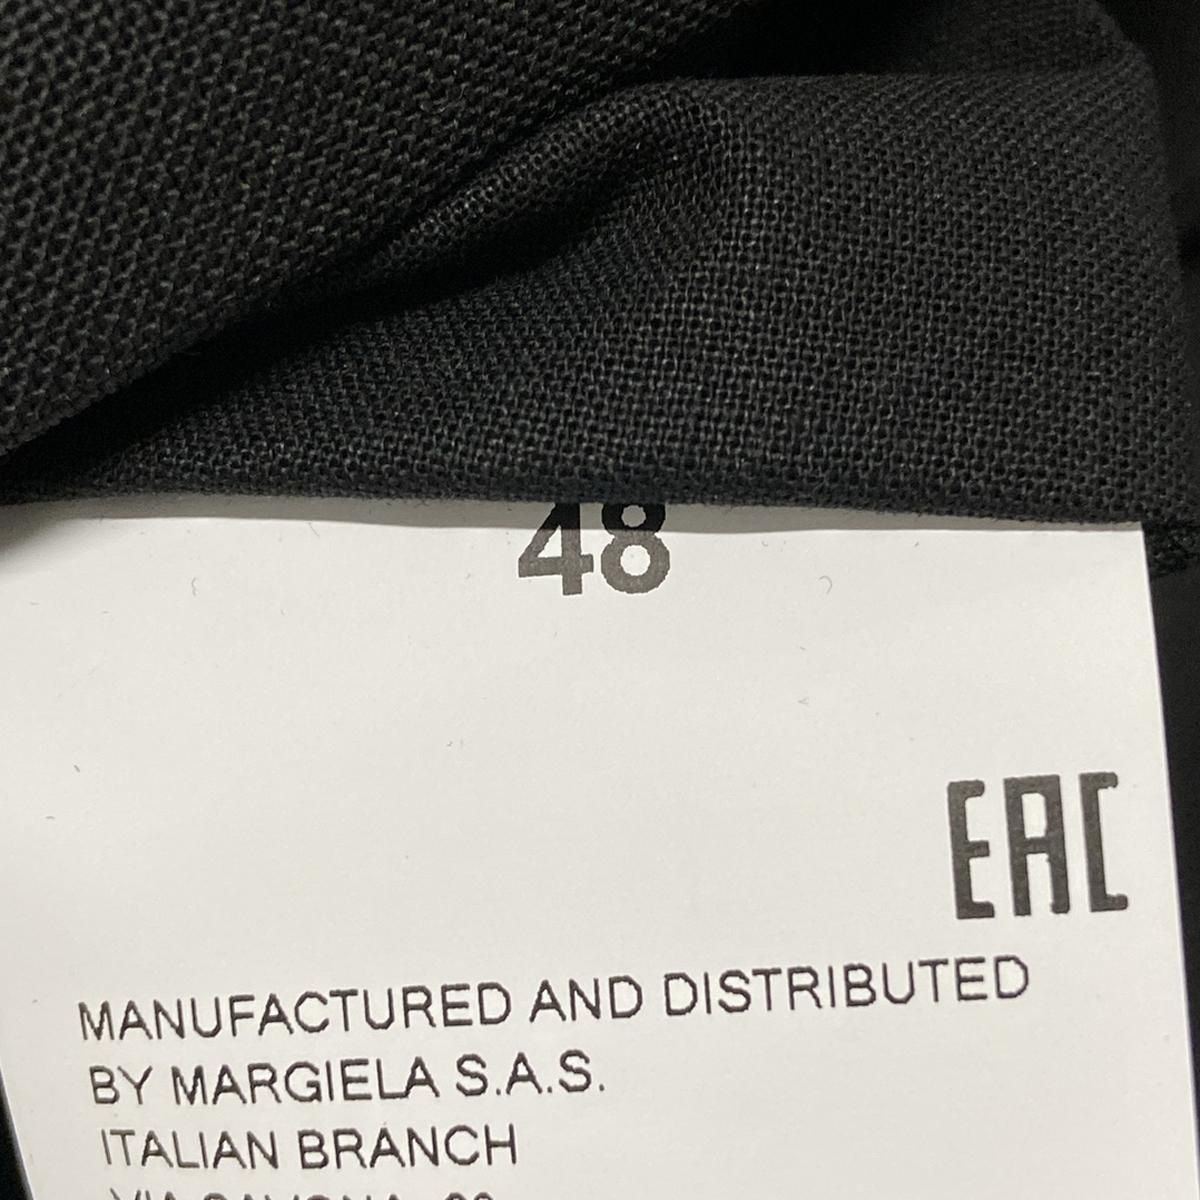 48
EAC
MANUFACTURED AND DISTRIBUTED
BY MARGIELA S.A.S.
ITALIAN BRANCH